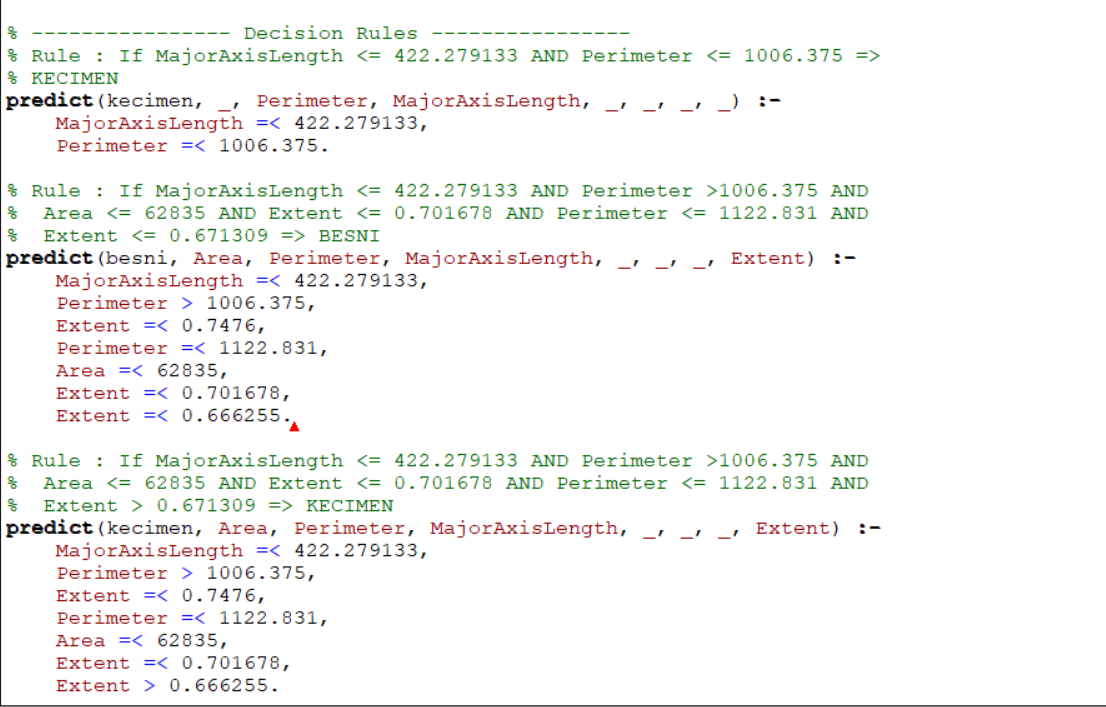 % ---------------- Decision Rules ----------------
% Rule : If MajorAxisLength <= 422.279133 AND Perimeter <= 1006.375 =>
% KECIMEN
predict(kecimen, _, Perimeter, MajorAxisLength, _, _, _, _) :-
    MajorAxisLength =< 422.279133,
    Perimeter =< 1006.375.

% Rule : If MajorAxisLength <= 422.279133 AND Perimeter >1006.375 AND
%  Area <= 62835 AND Extent <= 0.701678 AND Perimeter <= 1122.831 AND
%  Extent <= 0.671309 => BESNI
predict(besni, Area, Perimeter, MajorAxisLength, _, _, _, Extent) :-
    MajorAxisLength =< 422.279133,
    Perimeter > 1006.375,
    Extent =< 0.7476,
    Perimeter =< 1122.831,
    Area =< 62835,
    Extent =< 0.701678,
    Extent =< 0.666255.

% Rule : If MajorAxisLength <= 422.279133 AND Perimeter >1006.375 AND
%  Area <= 62835 AND Extent <= 0.701678 AND Perimeter <= 1122.831 AND
%  Extent > 0.671309 => KECIMEN
predict(kecimen, Area, Perimeter, MajorAxisLength, _, _, _, Extent) :-
    MajorAxisLength =< 422.279133,
    Perimeter > 1006.375,
    Extent =< 0.7476,
    Perimeter =< 1122.831,
    Area =< 62835,
    Extent =< 0.701678,
    Extent > 0.666255.